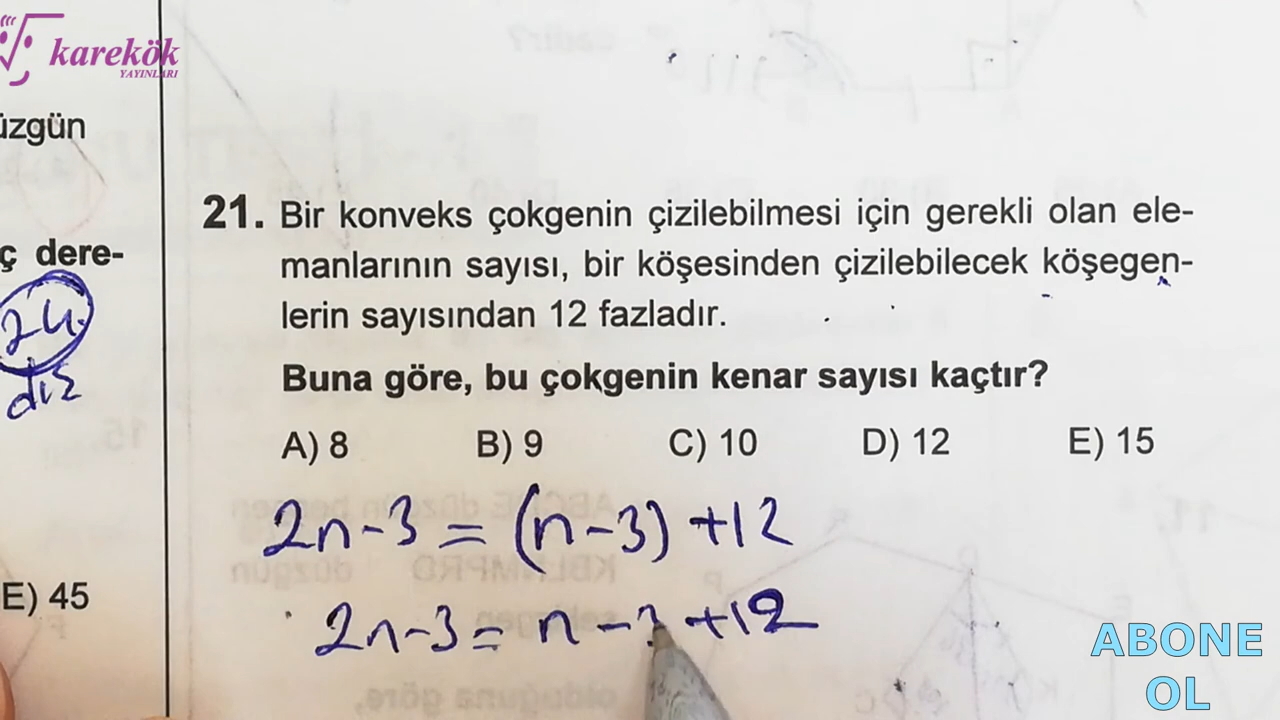 karekök
YAYINLARI
üzgün
ç dere-
24
dış
E) 45
21. Bir konveks çokgenin çizilebilmesi için gerekli olan ele-
manlarının sayısı, bir köşesinden çizilebilecek köşegen-
lerin sayısından 12 fazladır.
Buna göre, bu çokgenin kenar sayısı kaçtır?
A) 8 B) 9 C) 10 D) 12 E) 15
2n-3 = (n-3) +12
2n-3 = n-3 +12
ABONE
OL